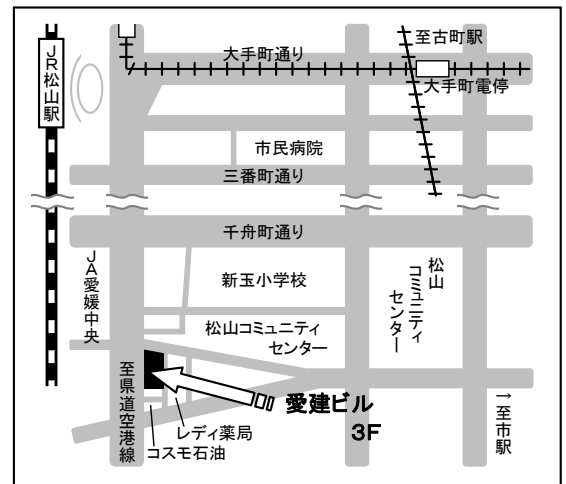 至古町駅
大手町通り
大手町電停
JR松山駅
市民病院
三番町通り
千舟町通り
JA愛媛中央
新玉小学校
松山
コミュニティ
センター
松山コミュニティ
センター
至県道空港線
愛建ビル
3F
レディ薬局
コスモ石油
→至市駅